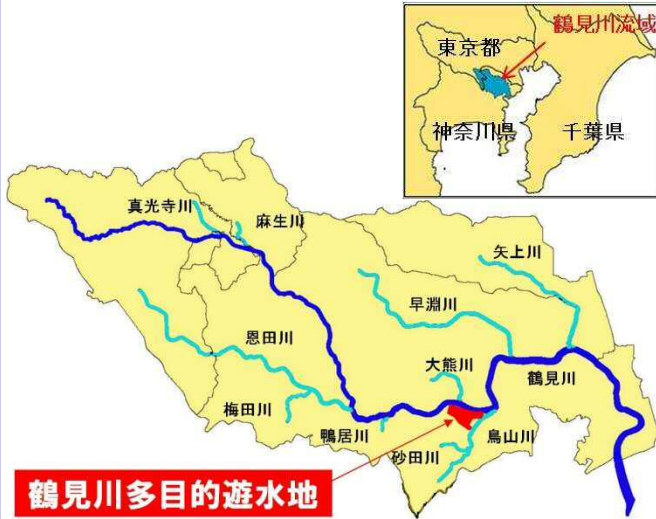 鶴見川流域
東京都
神奈川県
千葉県
真光寺川
麻生川
矢上川
早淵川
恩田川
大熊川
鶴見川
梅田川
鴨居川
鳥山川
砂田川
鶴見川多目的遊水地